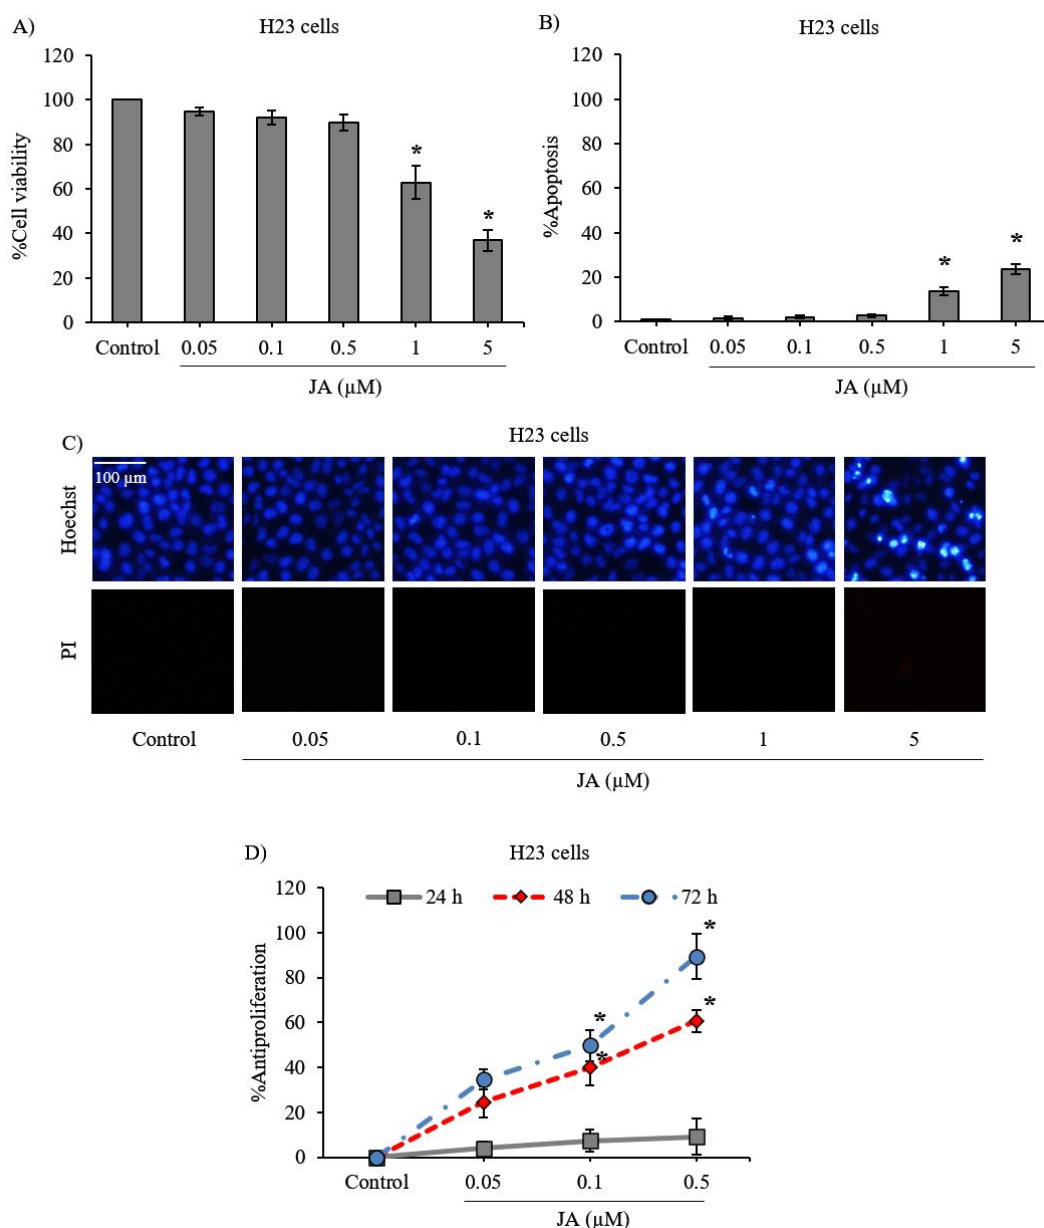 A)
H23 cells
%Cell viability
120
100
80
60
40
20
0
*
*
Control 0.05 0.1 0.5 1 5
JA (µM)
B)
H23 cells
%Apoptosis
120
100
80
60
40
20
0
*
*
Control 0.05 0.1 0.5 1 5
JA (µM)
C)
H23 cells
100 µm
Hoechst
PI
Control 0.05 0.1 0.5 1 5
JA (µM)
D)
H23 cells
24 h 48 h 72 h
%Antiproliferation
120
100
80
60
40
20
0
*
*
*
*
Control 0.05 0.1 0.5
JA (µM)